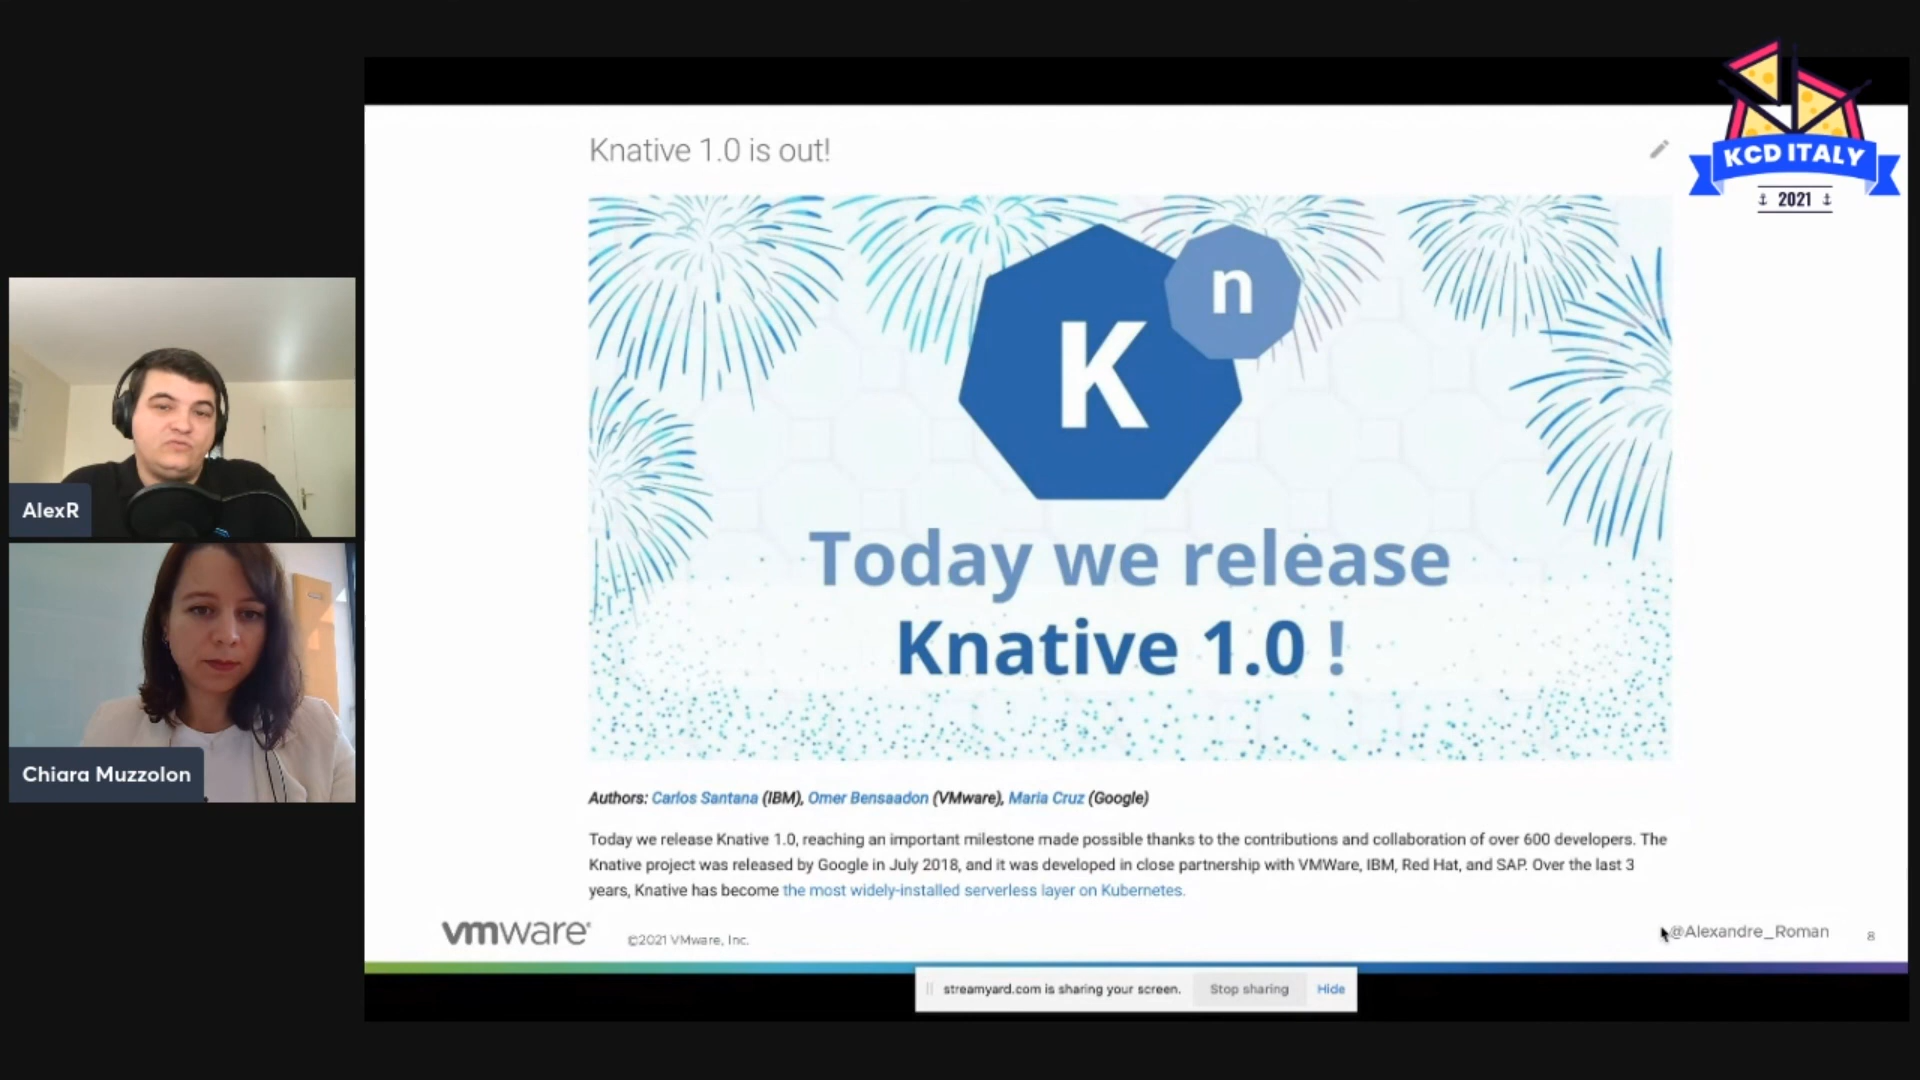 Knative 1.0 is out!
KCD ITALY
2021
K
n
Today we release
Knative 1.0 !
AlexR
Chiara Muzzolon
Authors: Carlos Santana (IBM), Omer Bensaadon (VMware), Maria Cruz (Google)
Today we release Knative 1.0, reaching an important milestone made possible thanks to the contributions and collaboration of over 600 developers. The
Knative project was released by Google in July 2018, and it was developed in close partnership with VMWare, IBM, Red Hat, and SAP. Over the last 3
years, Knative has become the most widely-installed serverless layer on Kubernetes.
vmware®
©2021 VMware, Inc.
@Alexandre_Roman
8
streamyard.com is sharing your screen.
Stop sharing
Hide